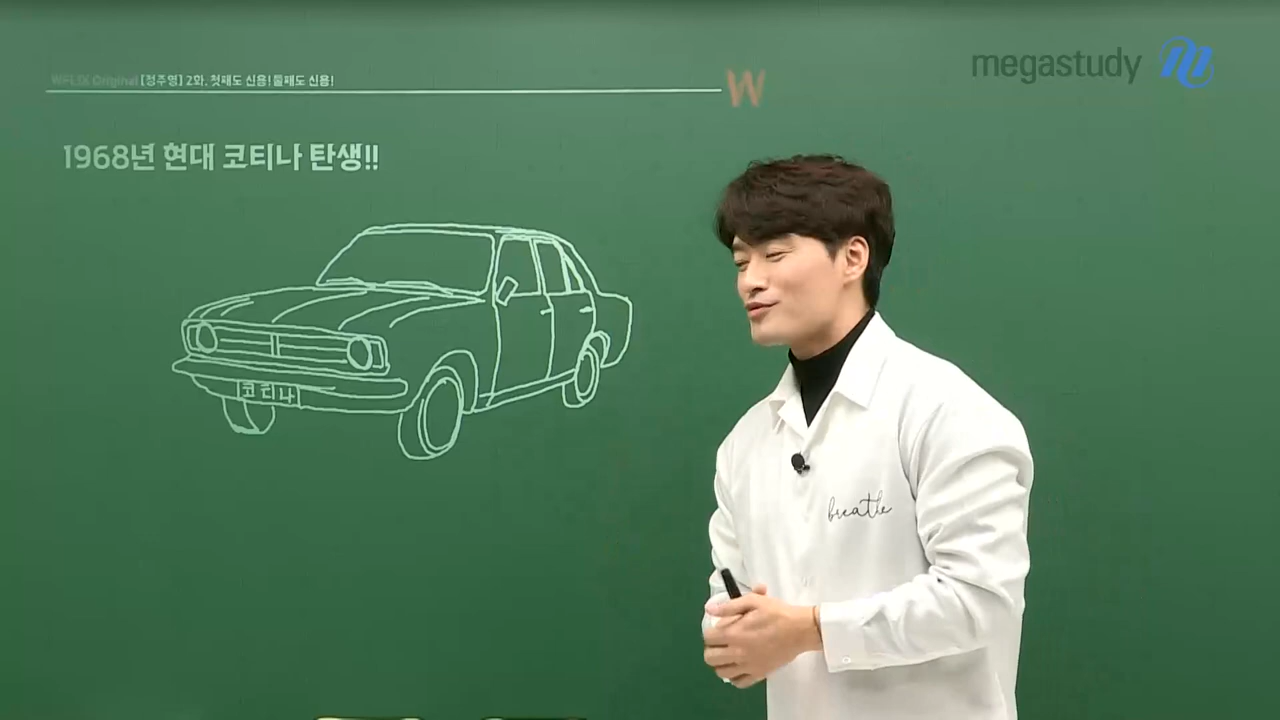 WFLIX Original [정주영] 2화. 첫째도 신용! 둘째도 신용!
W
megastudy
1968년 현대 코티나 탄생!!
코티나
breathe